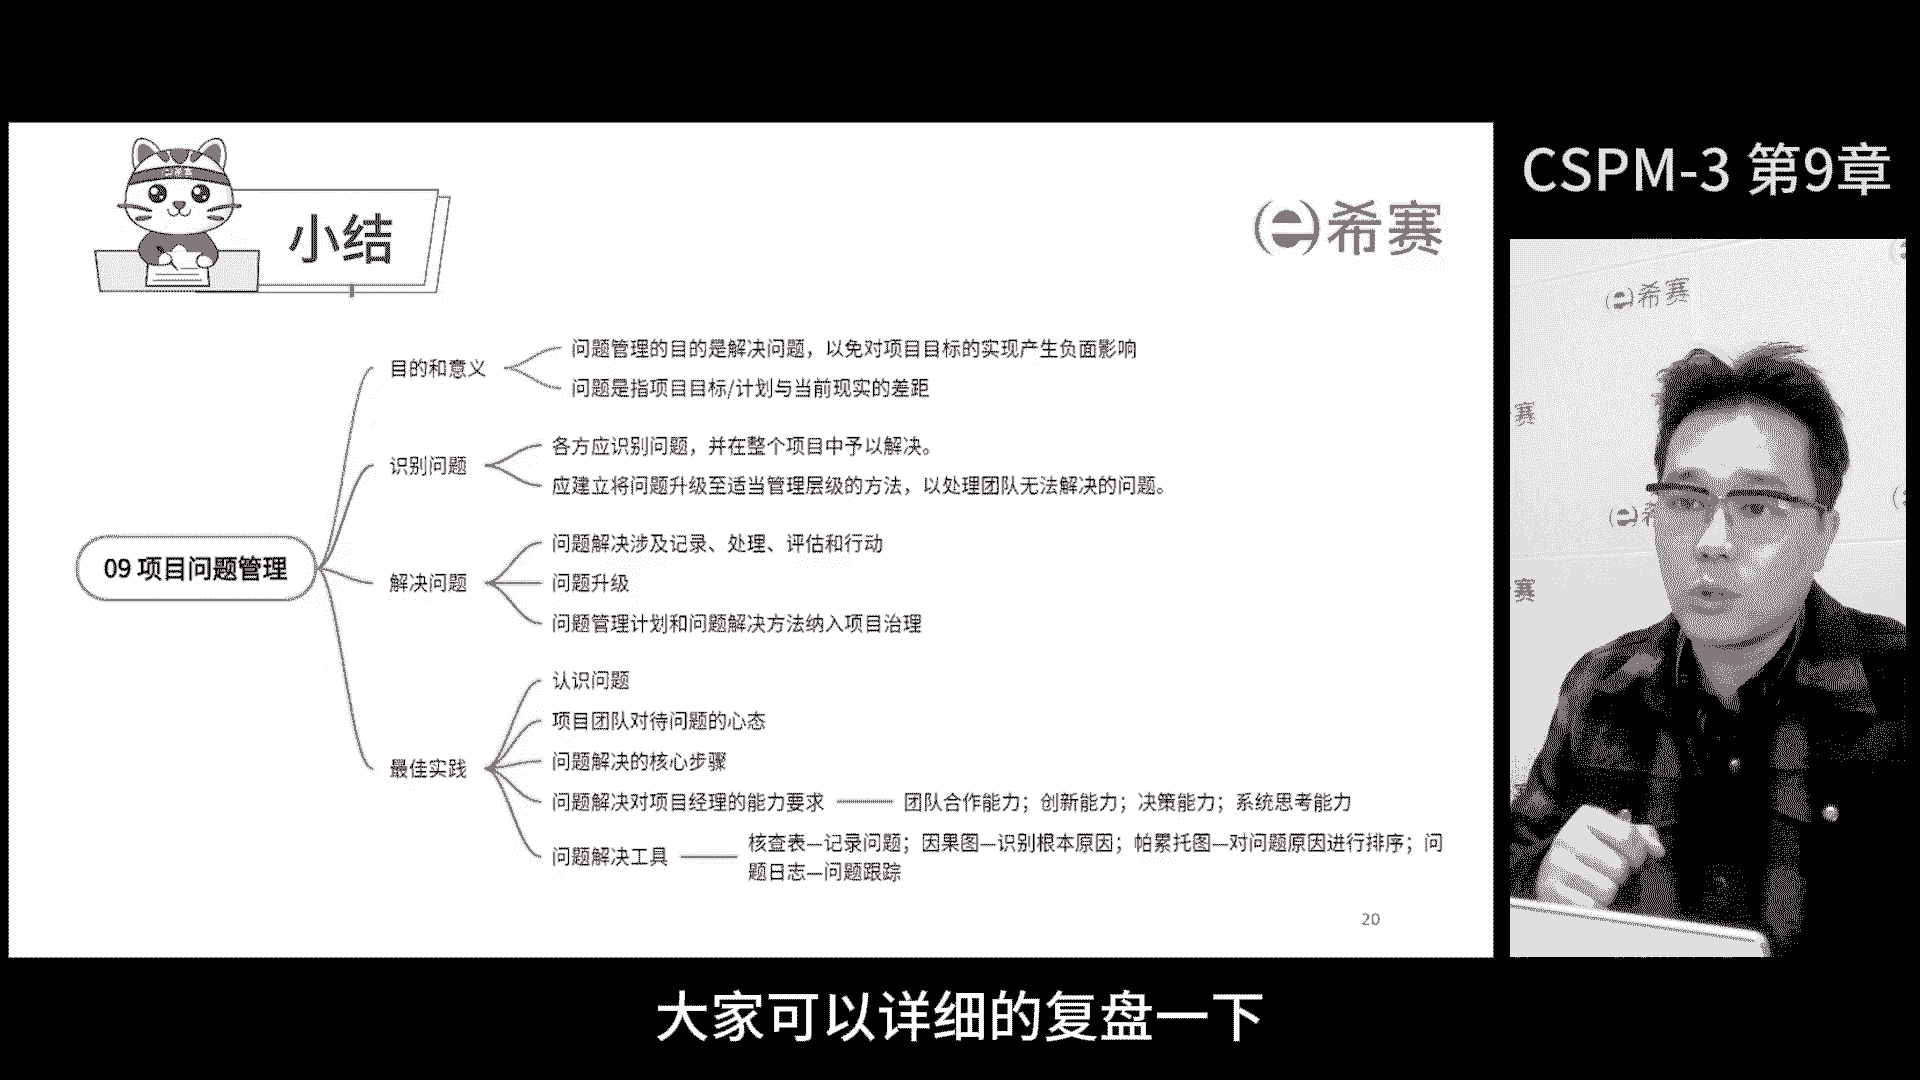 CSPM-3 第9章
小结
希赛
09 项目问题管理
目的和意义
问题管理的目的是解决问题，以免对项目目标的实现产生负面影响
问题是指项目目标/计划与当前现实的差距
识别问题
各方应识别问题，并在整个项目中予以解决。
应建立将问题升级至适当管理层级的方法，以处理团队无法解决的问题。
解决问题
问题解决涉及记录、处理、评估和行动
问题升级
问题管理计划和问题解决方法纳入项目治理
最佳实践
认识问题
项目团队对待问题的心态
问题解决的核心步骤
问题解决对项目经理的能力要求
团队合作能力；创新能力；决策能力；系统思考能力
问题解决工具
核查表—记录问题；因果图—识别根本原因；帕累托图—对问题原因进行排序；问
题日志—问题跟踪
20
希赛
赛
赛
大家可以详细的复盘一下